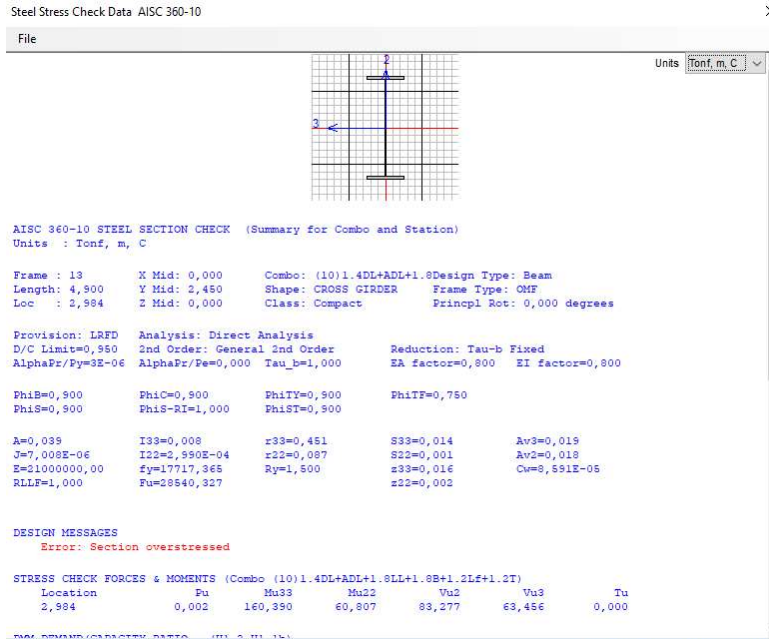 Steel Stress Check Data AISC 360-10
File
Units Tonf, m, C
2
3
AISC 360-10 STEEL SECTION CHECK (Summary for Combo and Station)
Units : Tonf, m, C
Frame : 13 X Mid: 0,000 Combo: (10)1.4DL+ADL+1.8Design Type: Beam
Length: 4,900 Y Mid: 2,450 Shape: CROSS GIRDER Frame Type: OMF
Loc : 2,984 Z Mid: 0,000 Class: Compact Princpl Rot: 0,000 degrees
Provision: LRFD Analysis: Direct Analysis
D/C Limit=0,950 2nd Order: General 2nd Order Reduction: Tau-b Fixed
AlphaPr/Py=3E-06 AlphaPr/Pe=0,000 Tau_b=1,000 EA factor=0,800 EI factor=0,800
PhiB=0,900 PhiC=0,900 PhiTY=0,900 PhiTF=0,750
PhiS=0,900 PhiS-RI=1,000 PhiST=0,900
A=0,039 I33=0,008 r33=0,451 S33=0,014 Av3=0,019
J=7,008E-06 I22=2,990E-04 r22=0,087 S22=0,001 Av2=0,018
E=21000000,00 fy=17717,365 Ry=1,500 z33=0,016 Cw=8,591E-05
RLLF=1,000 Fu=28540,327 z22=0,002
DESIGN MESSAGES
Error: Section overstressed
STRESS CHECK FORCES & MOMENTS (Combo (10)1.4DL+ADL+1.8LL+1.8B+1.2Lf+1.2T)
Location Pu Mu33 Mu22 Vu2 Vu3 Tu
2,984 0,002 160,390 60,807 83,277 63,456 0,000